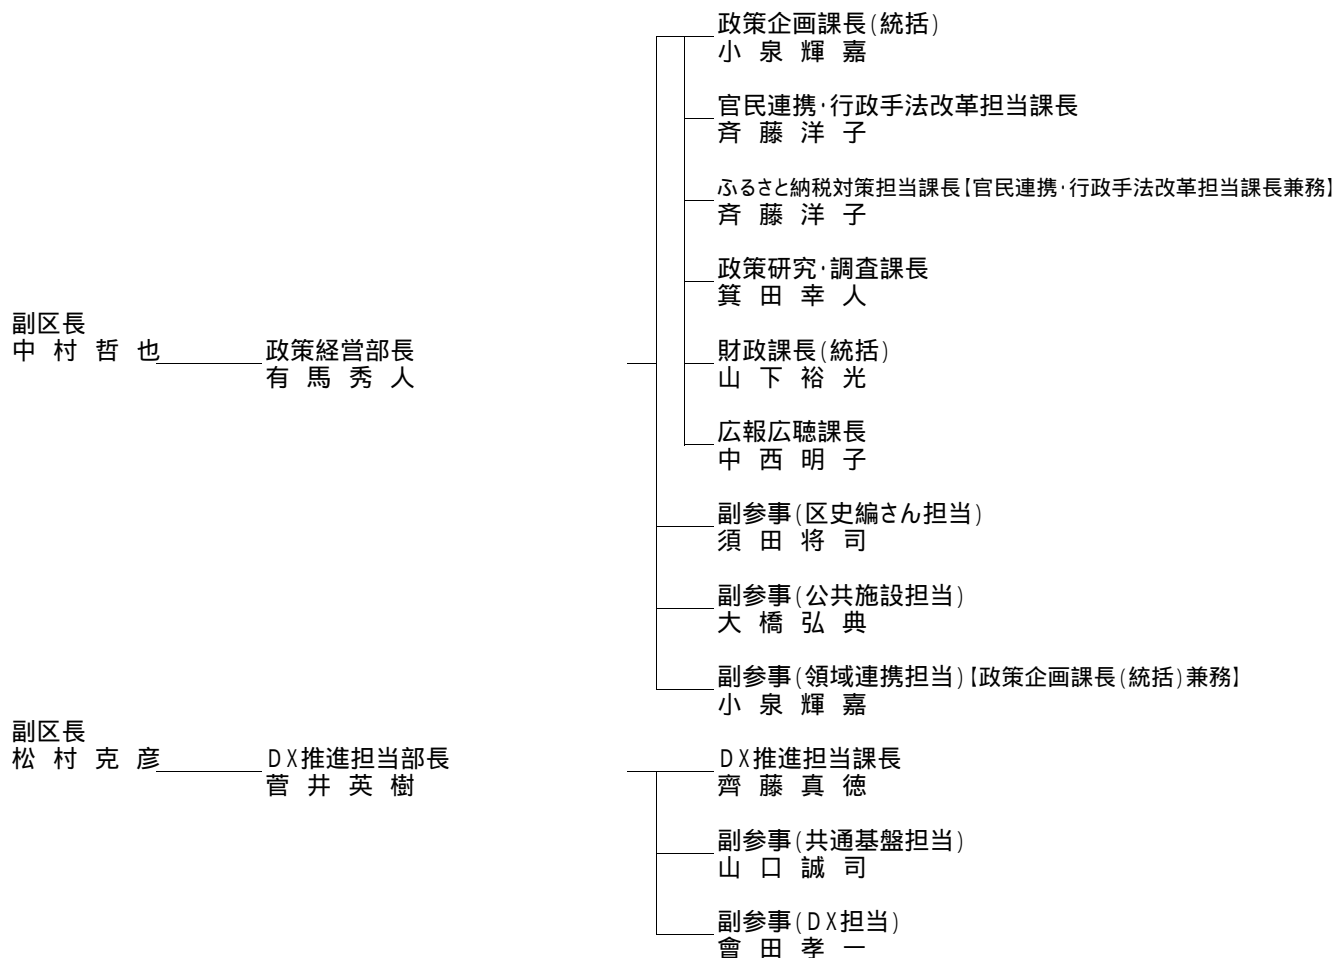 政策企画課長(統括)
小泉輝嘉
官民連携・行政手法改革担当課長
斉藤洋子
ふるさと納税対策担当課長【官民連携・行政手法改革担当課長兼務】
斉藤洋子
政策研究・調査課長
箕田幸人
副区長
中村哲也
政策経営部長
有馬秀人
財政課長(統括)
山下裕光
広報広聴課長
中西明子
副参事(区史編さん担当)
須田将司
副参事(公共施設担当)
大橋弘典
副参事(領域連携担当)【政策企画課長(統括)兼務】
小泉輝嘉
副区長
松村克彦
DX推進担当部長
菅井英樹
DX推進担当課長
齊藤真徳
副参事(共通基盤担当)
山口誠司
副参事(DX担当)
會田孝一